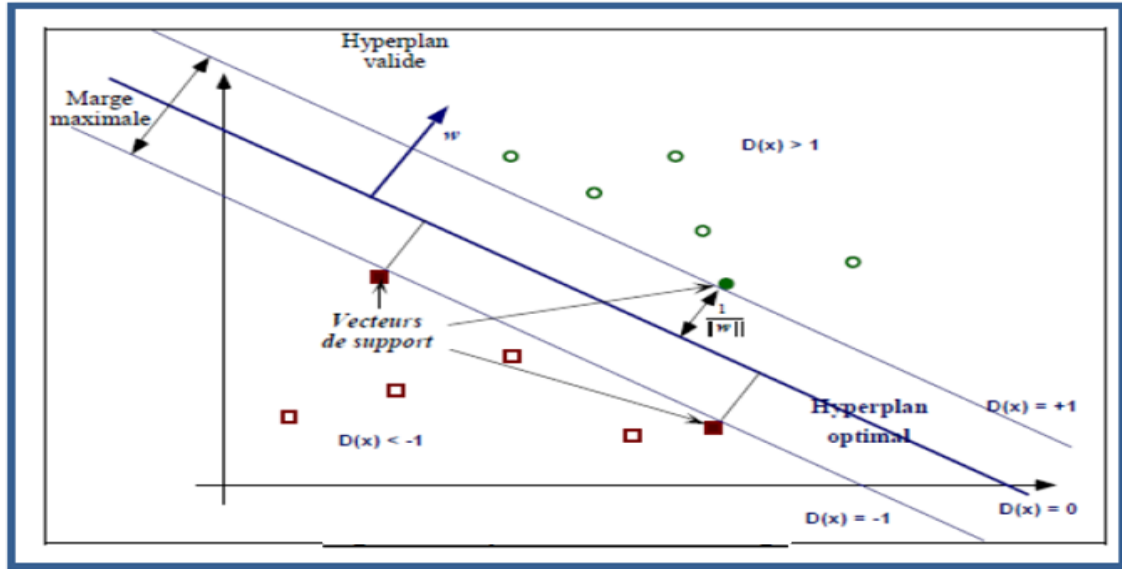 Hyperplan
valide
Marge
maximale
w
D(x) > 1
1
||w||
Vecteurs
de support
Hyperplan
optimal
D(x) = +1
D(x) < -1
D(x) = 0
D(x) = -1